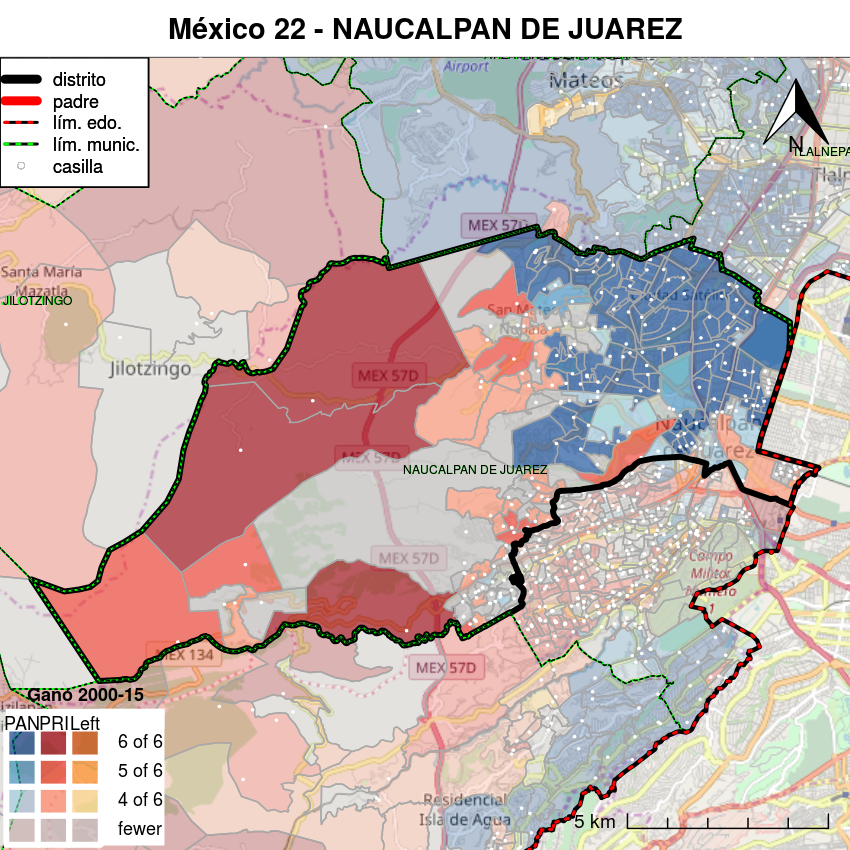 México 22 - NAUCALPAN DE JUAREZ
distrito
padre
lím. edo.
lím. munic.
casilla
Airport
Mateos
N
TLALNEPA
Tlaln
MEX 57D
Santa María
Mazatla
JILOTZINGO
San Mateo
Nopala
Ciudad Satélite
Jilotzingo
MEX 57D
Naucalpan
Juárez
MEX 57D
NAUCALPAN DE JUAREZ
MEX 57D
Campo
Militar
Número
1
MEX 134
MEX 57D
Ganó 2000-15
PAN PRI Left
6 of 6
5 of 6
4 of 6
fewer
Residencial
Isla de Agua
5 km